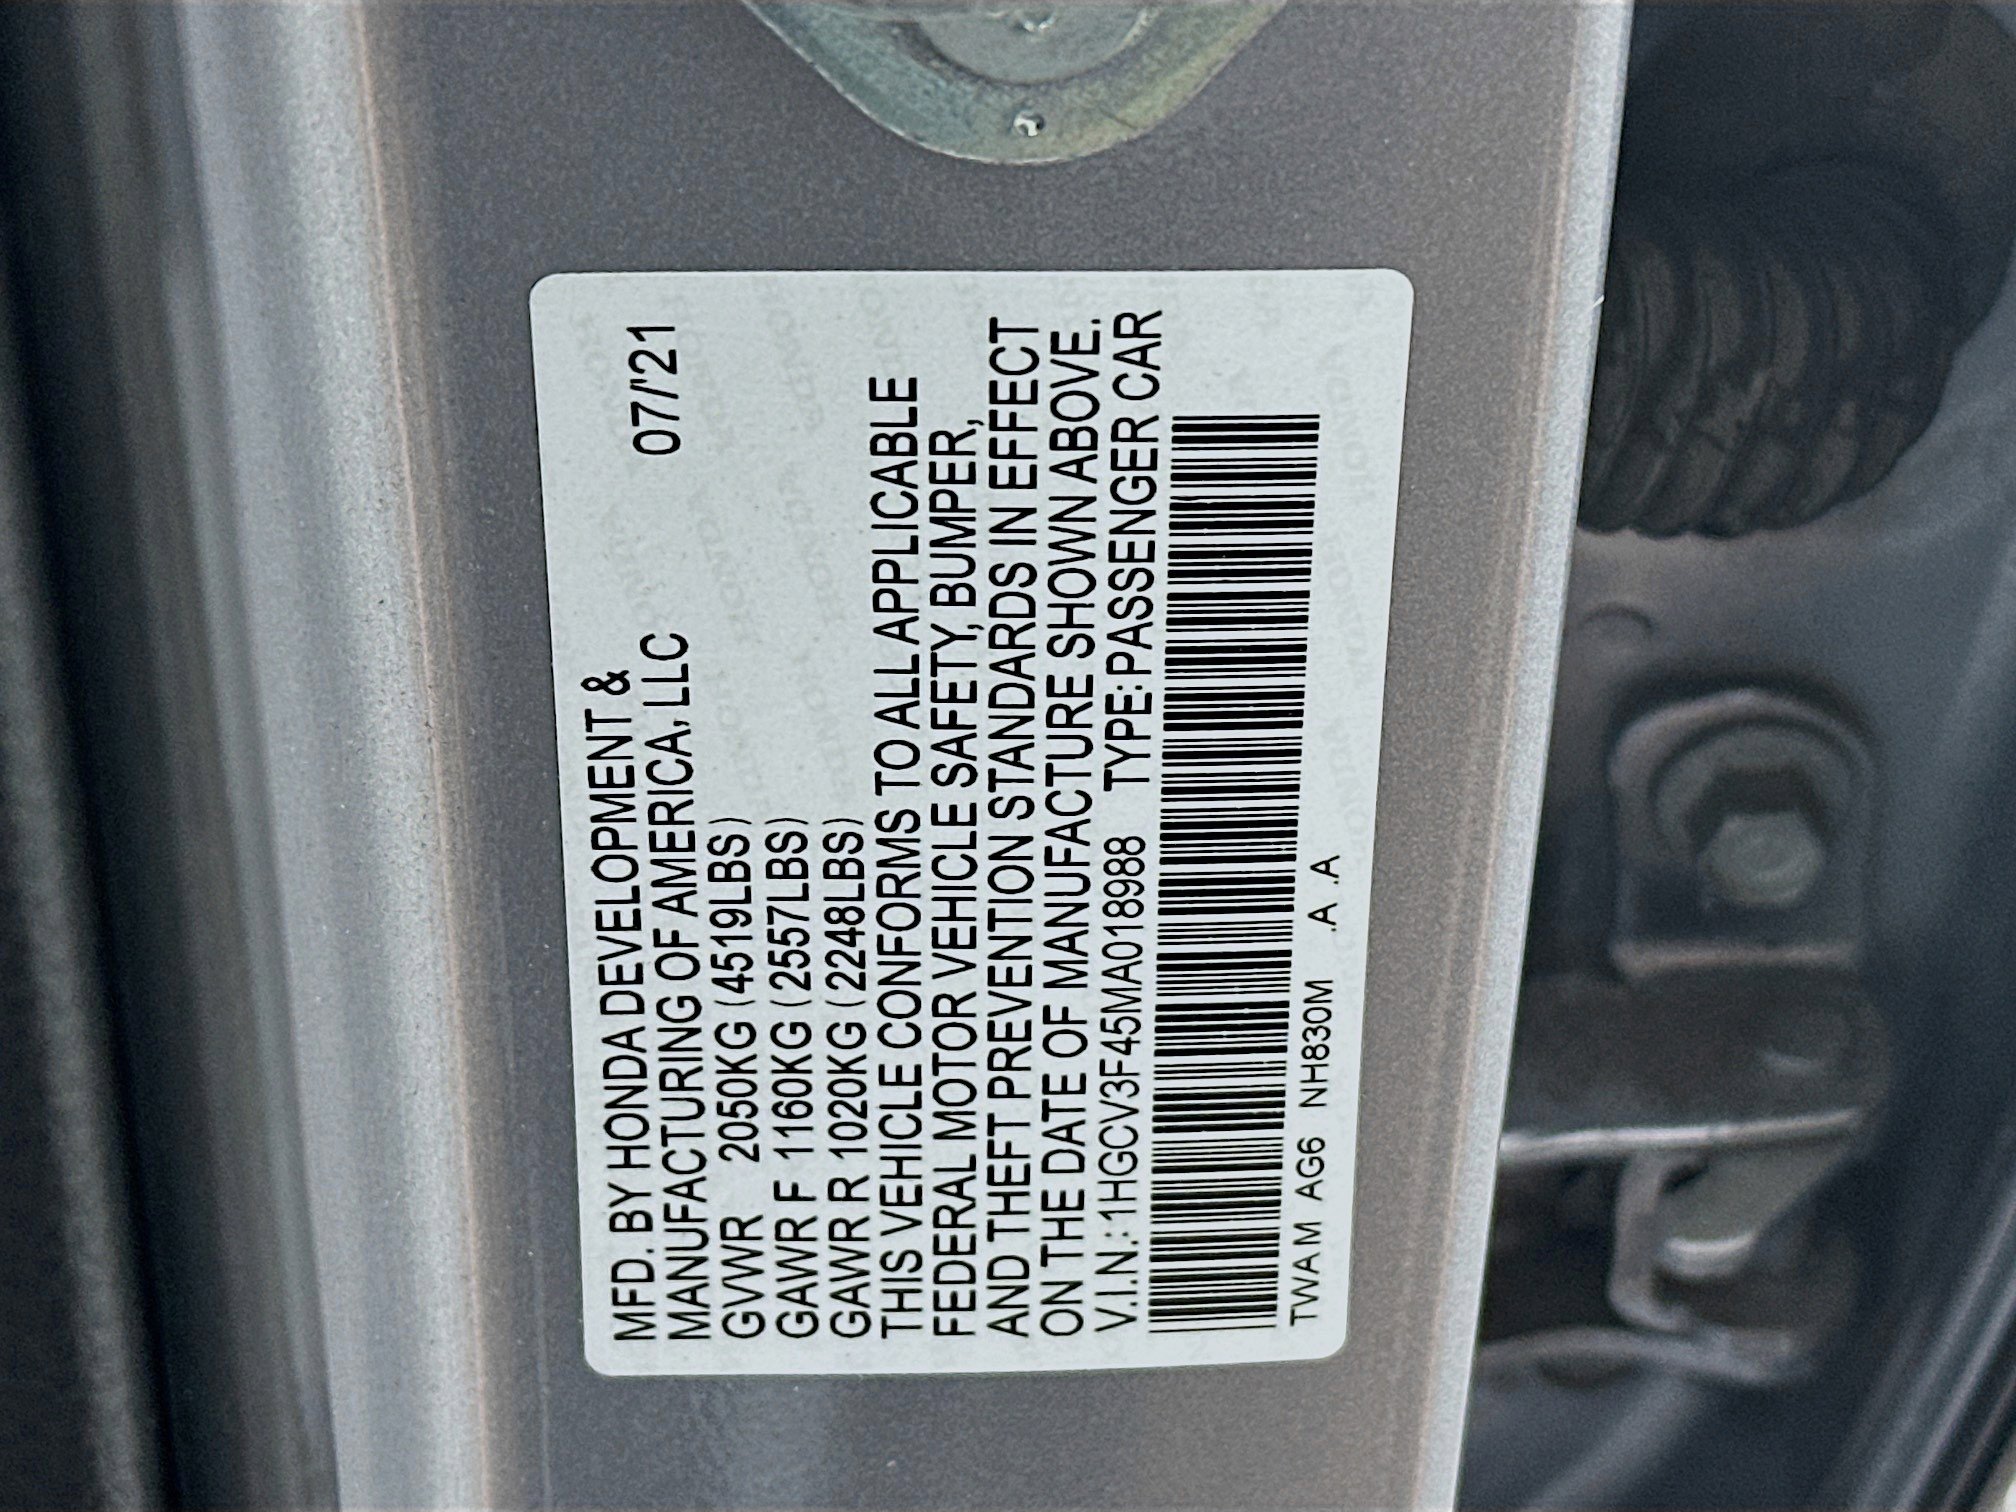 MFD. BY HONDA DEVELOPMENT &
MANUFACTURING OF AMERICA, LLC 07/'21
GVWR 2050KG (4519LBS)
GAWR F 1160KG (2557LBS)
GAWR R 1020KG (2248LBS)
THIS VEHICLE CONFORMS TO ALL APPLICABLE
FEDERAL MOTOR VEHICLE SAFETY, BUMPER,
AND THEFT PREVENTION STANDARDS IN EFFECT
ON THE DATE OF MANUFACTURE SHOWN ABOVE.
V.I.N.: 1HGCV3F45MA018988 TYPE: PASSENGER CAR
TWAM AG6 NH830M .A .A